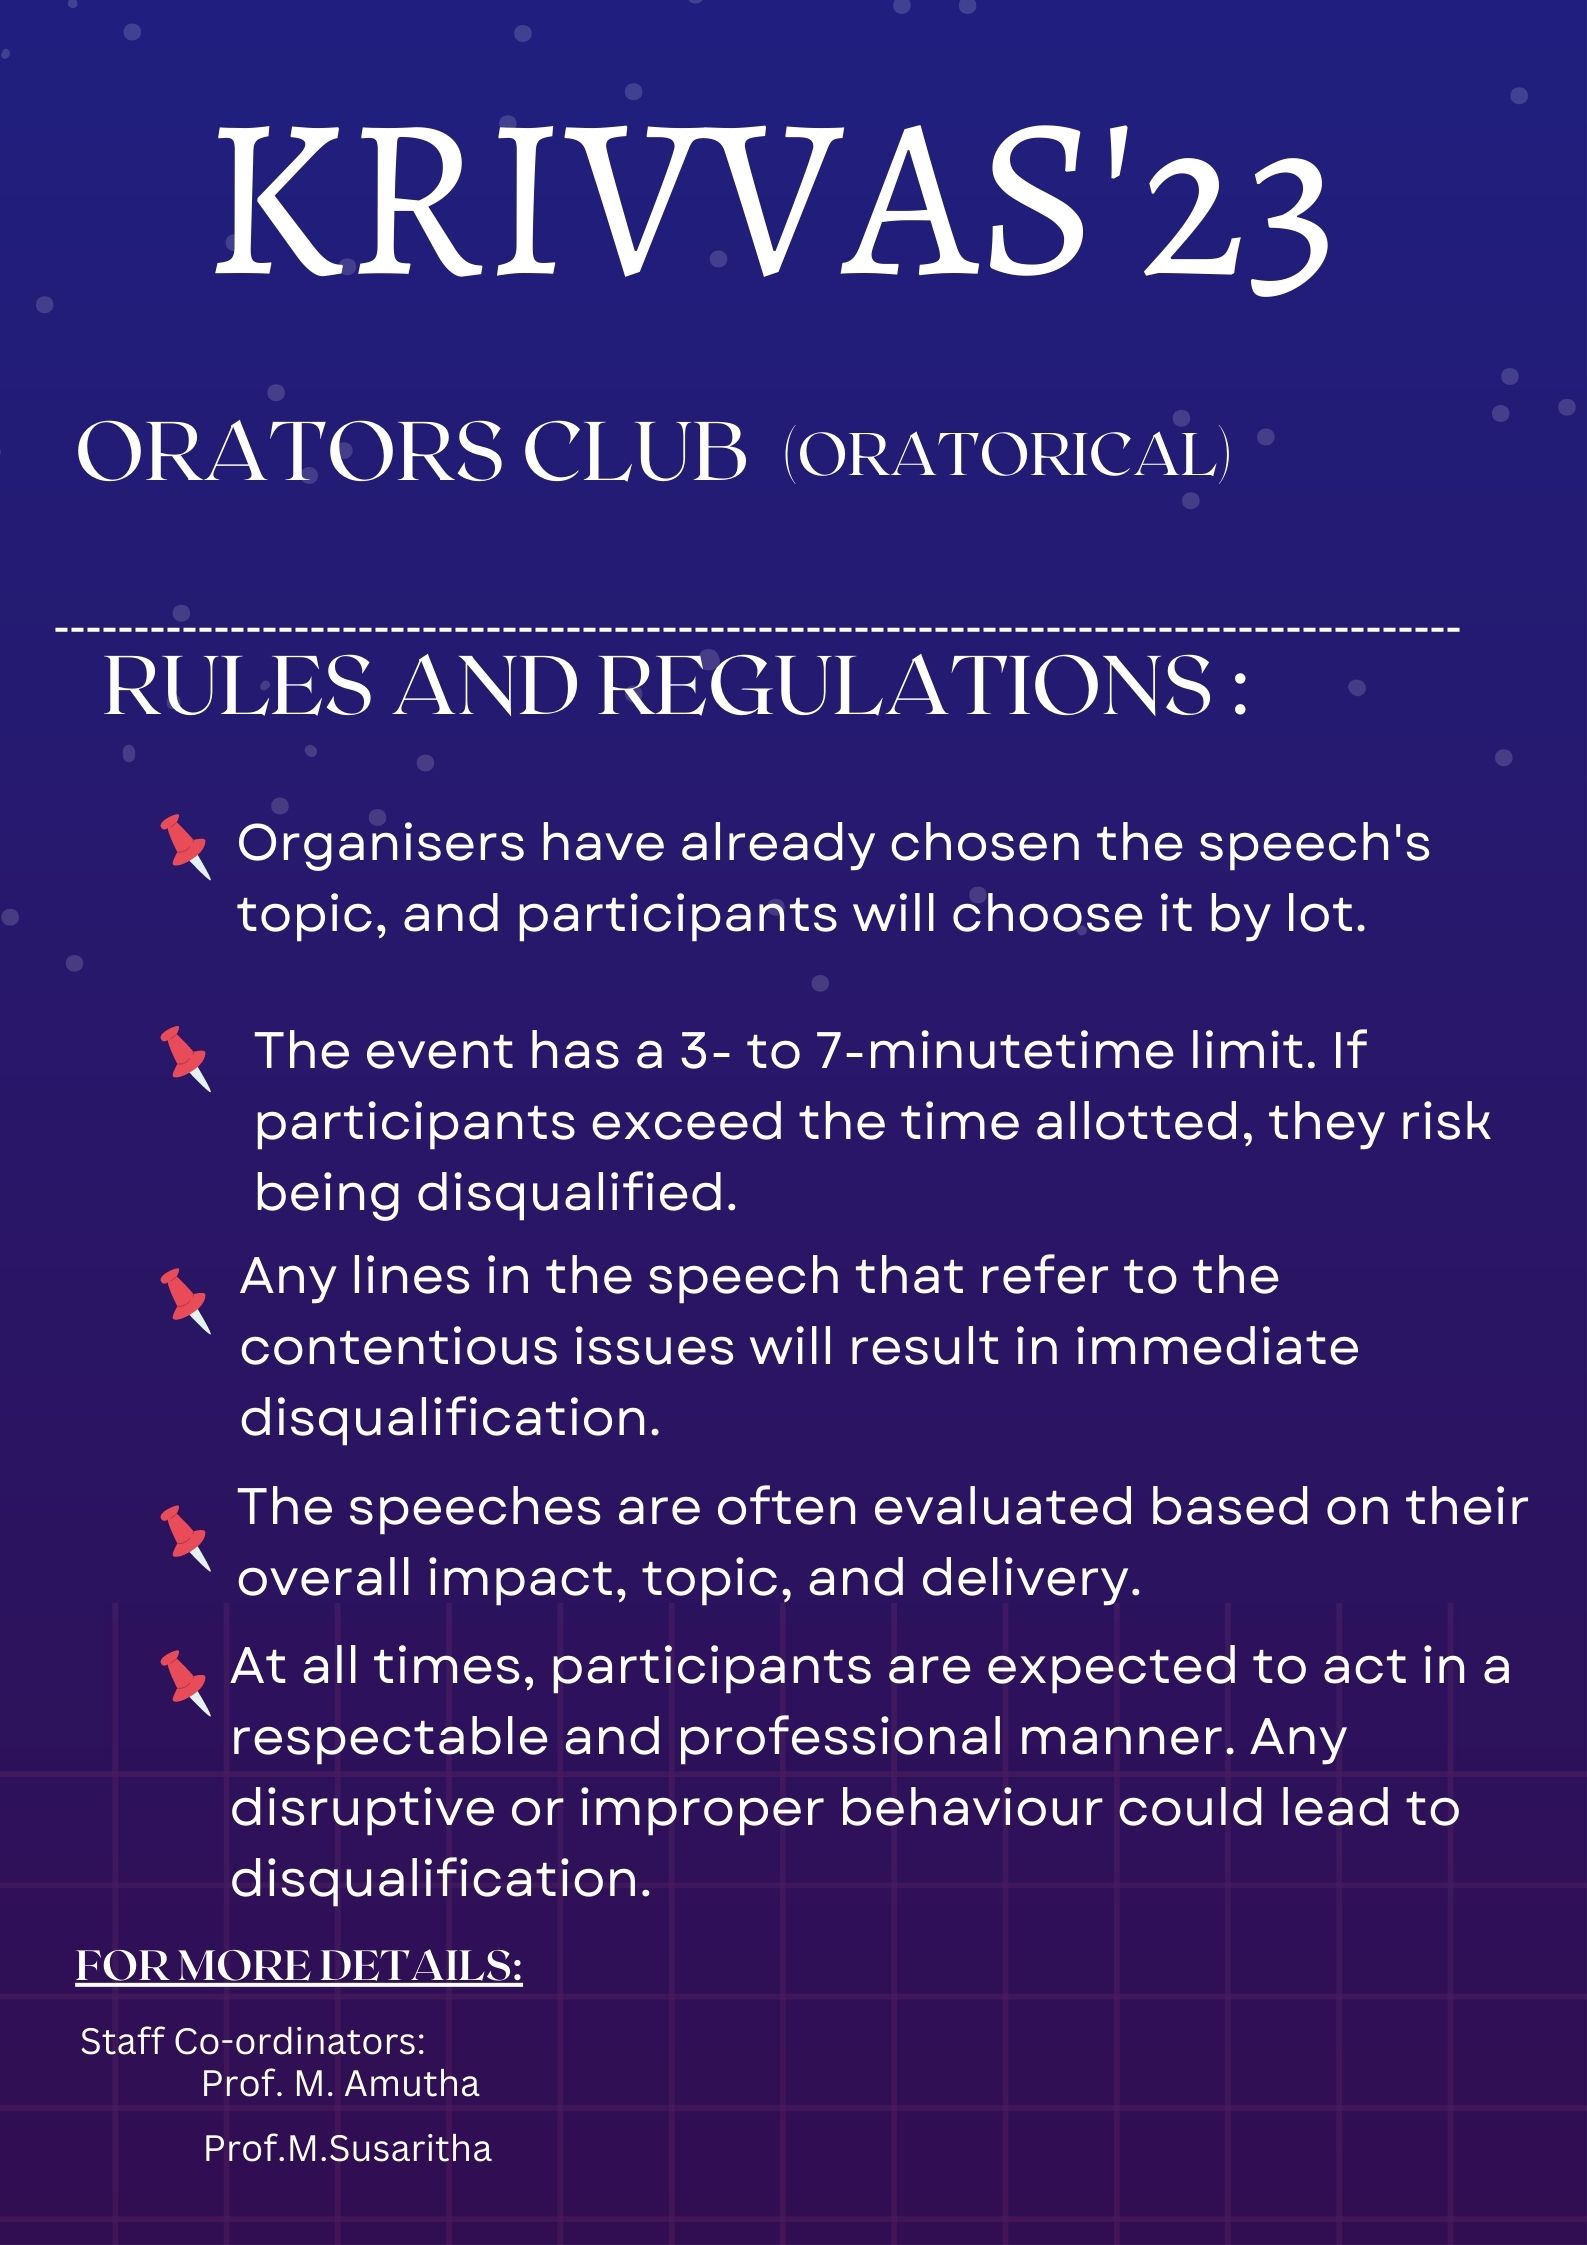 KRIVVAS'23
ORATORS CLUB (ORATORICAL)
--------------------------------------------------------------------------------
RULES AND REGULATIONS :
Organisers have already chosen the speech's
topic, and participants will choose it by lot.
The event has a 3- to 7-minutetime limit. If
participants exceed the time allotted, they risk
being disqualified.
Any lines in the speech that refer to the
contentious issues will result in immediate
disqualification.
The speeches are often evaluated based on their
overall impact, topic, and delivery.
At all times, participants are expected to act in a
respectable and professional manner. Any
disruptive or improper behaviour could lead to
disqualification.
FOR MORE DETAILS:
Staff Co-ordinators:
Prof. M. Amutha
Prof.M.Susaritha